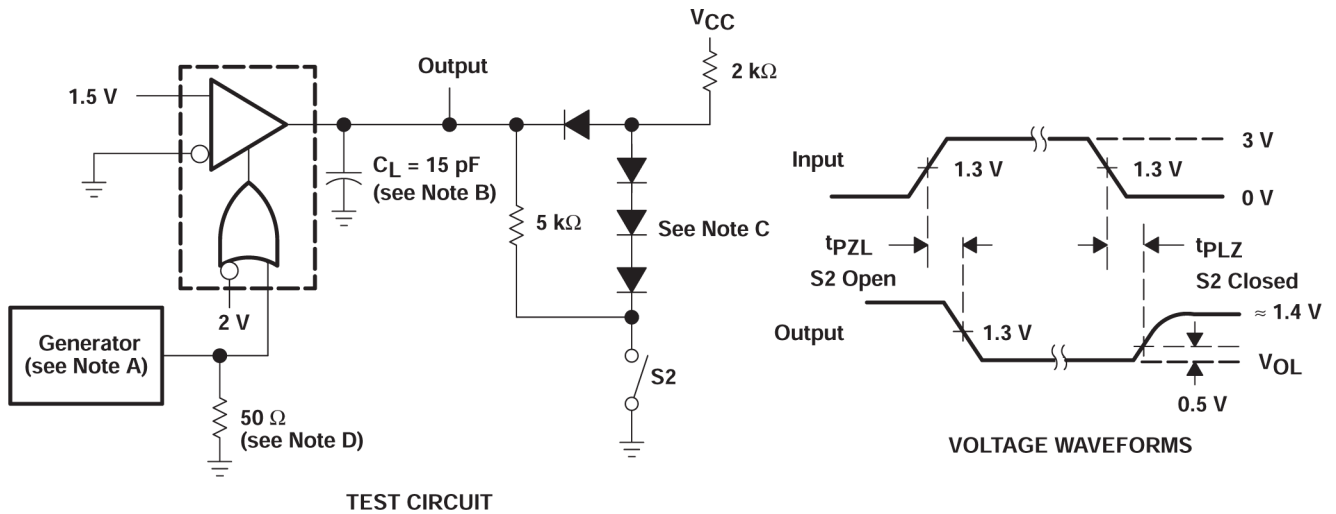 VCC
2 kΩ
Output
1.5 V
CL = 15 pF
(see Note B)
5 kΩ
See Note C
2 V
Generator
(see Note A)
50 Ω
(see Note D)
S2
TEST CIRCUIT
Input
1.3 V
1.3 V
3 V
0 V
tPZL
tPLZ
S2 Open
S2 Closed
Output
1.3 V
≈ 1.4 V
VOL
0.5 V
VOLTAGE WAVEFORMS